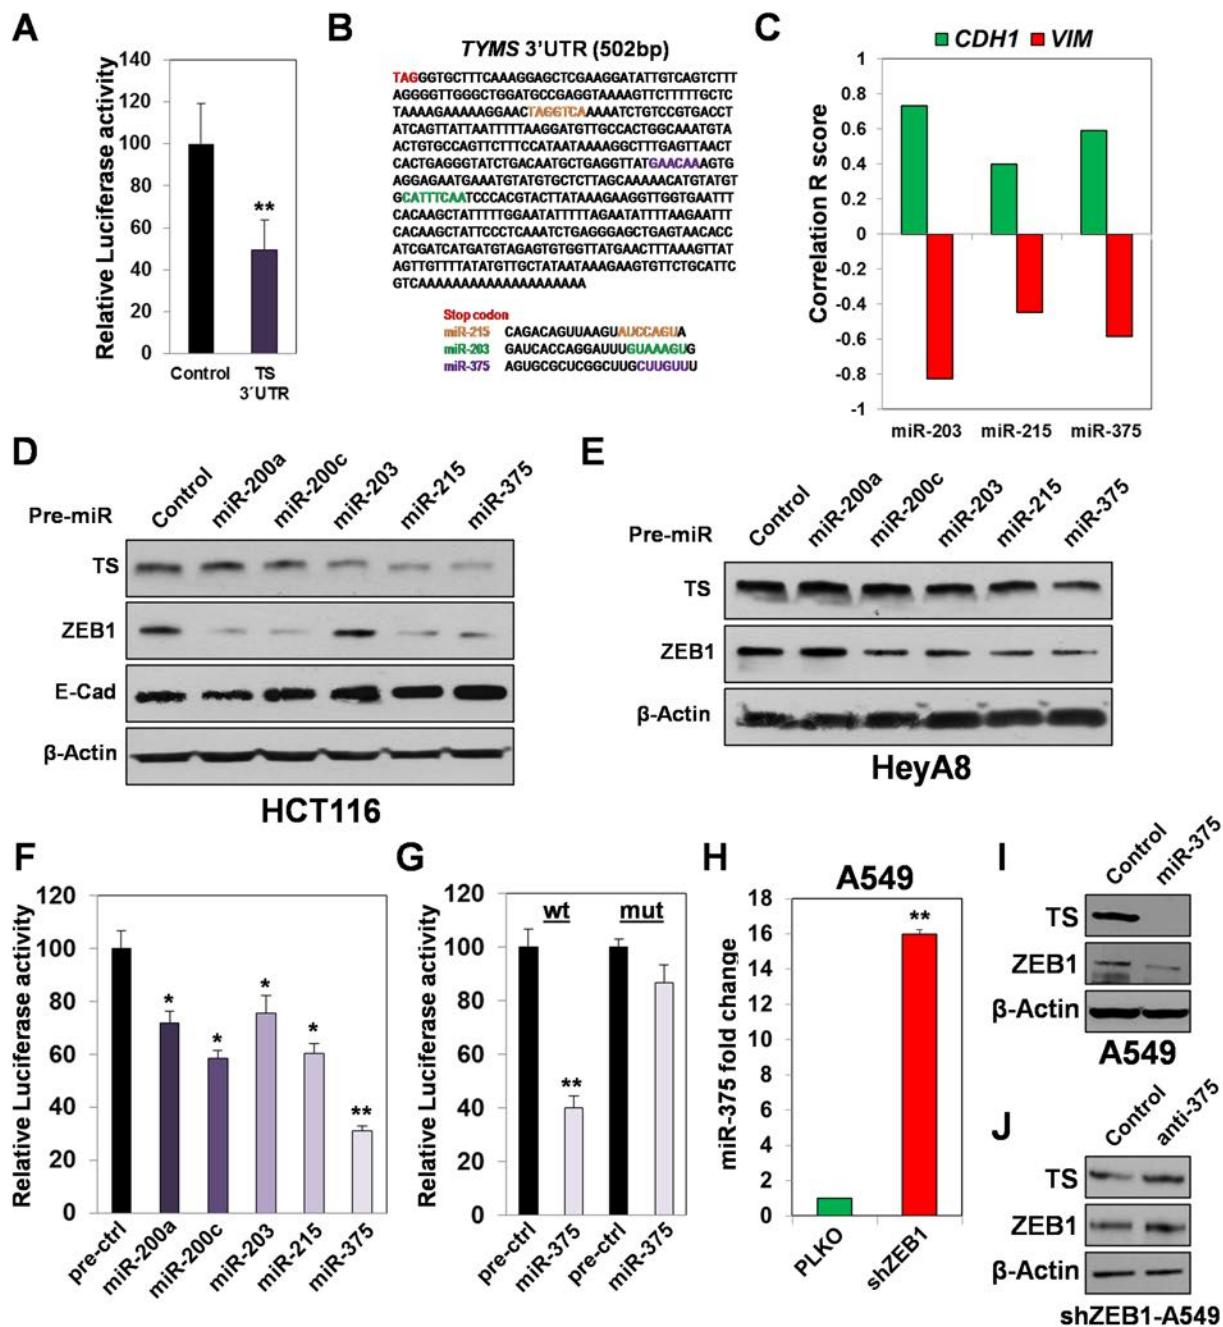 A
Relative Luciferase activity
140
120
100
80
60
40
20
0
**
Control
TS
3´UTR
B
TYMS 3’UTR (502bp)
TAGGGTGCTTTCAAAGGAGCTCGAAGGATATTGTCAGTCTTT
AGGGGTTGGGCTGGATGCCGAGGTAAAAGTTCTTTTTGCTC
TAAAAGAAAAAGGAACTAGGTCAAAAATCTGTCCGTGACCT
ATCAGTTATTAATTTTTAAGGATGTTGCCACTGGCAAATGTA
ACTGTGCCAGTTCTTTCCATAATAAAAGGCTTTGAGTTAACT
CACTGAGGGTATCTGACAATGCTGAGGTTATGAACAAAGTG
AGGAGAATGAAATGTATGTGCTCTTAGCAAAAACATGTATGT
GCATTTCAATCCCACGTACTTATAAAGAAGGTTGGTGAATTT
CACAAGCTATTTTTGGAATATTTTTAGAATATTTTAAGAATTT
CACAAGCTATTCCCTCAAATCTGAGGGAGCTGAGTAACACC
ATCGATCATGATGTAGAGTGTGGTTATGAACTTTAAAGTTAT
AGTTGTTTTATATGTTGCTATAATAAAGAAGTGTTCTGCATTC
GTCAAAAAAAAAAAAAAAAAAA
Stop codon
miR-215 CAGACAGUUAAGUAUCCAGUA
miR-203 GAUCACCAGGAUUUGUAAAGUG
miR-375 AGUGCGCUCGGCUUGCUUGUUU
C
CDH1 VIM
Correlation R score
1
0.8
0.6
0.4
0.2
0
-0.2
-0.4
-0.6
-0.8
-1
miR-203 miR-215 miR-375
D
Pre-miR
Control miR-200a miR-200c miR-203 miR-215 miR-375
TS
ZEB1
E-Cad
β-Actin
HCT116
E
Pre-miR
Control miR-200a miR-200c miR-203 miR-215 miR-375
TS
ZEB1
β-Actin
HeyA8
F
Relative Luciferase activity
120
100
80
60
40
20
0
* * * * **
pre-ctrl miR-200a miR-200c miR-203 miR-215 miR-375
G
Relative Luciferase activity
120
100
80
60
40
20
0
wt mut
**
pre-ctrl miR-375 pre-ctrl miR-375
H
A549
miR-375 fold change
18
16
14
12
10
8
6
4
2
0
**
PLKO shZEB1
I
Control miR-375
TS
ZEB1
β-Actin
A549
J
Control anti-375
TS
ZEB1
β-Actin
shZEB1-A549